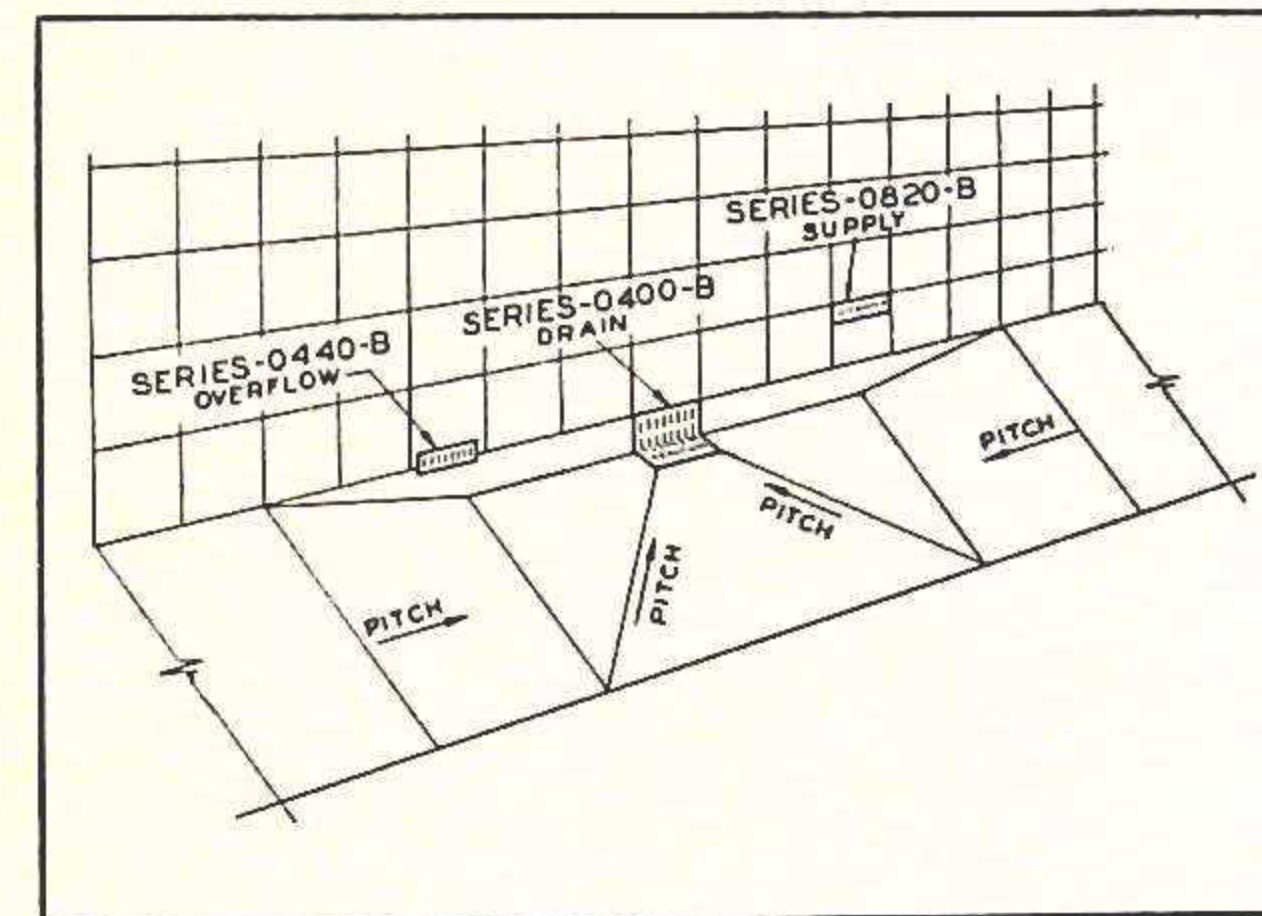 SERIES-0820-B
SUPPLY
SERIES-0400-B
DRAIN
SERIES-0440-B
OVERFLOW
PITCH
PITCH
PITCH
PITCH